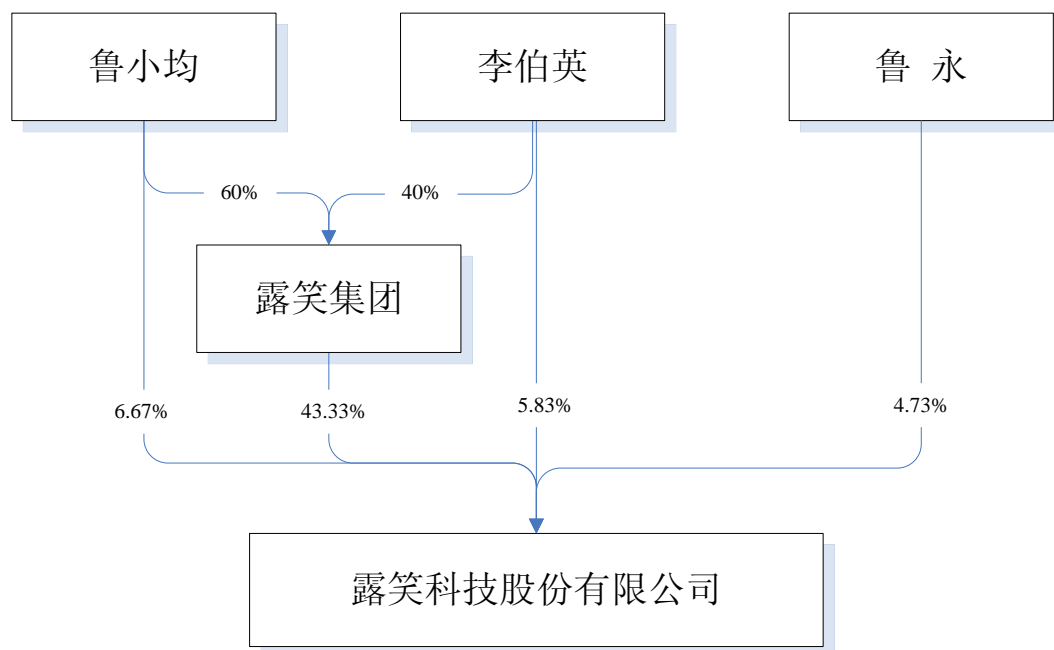 鲁小均
李伯英
鲁 永
60%
40%
露笑集团
6.67%
43.33%
5.83%
4.73%
露笑科技股份有限公司